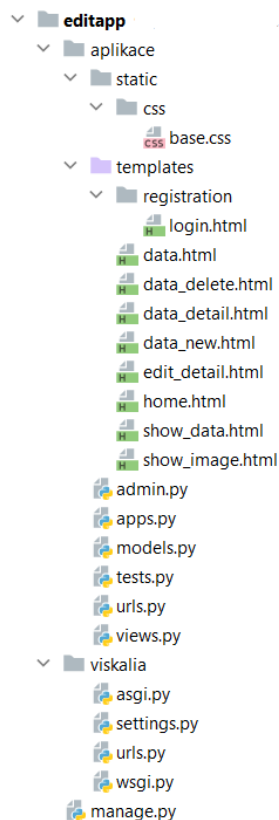 editapp
aplikace
static
css
base.css
templates
registration
login.html
data.html
data_delete.html
data_detail.html
data_new.html
edit_detail.html
home.html
show_data.html
show_image.html
admin.py
apps.py
models.py
tests.py
urls.py
views.py
viskalia
asgi.py
settings.py
urls.py
wsgi.py
manage.py